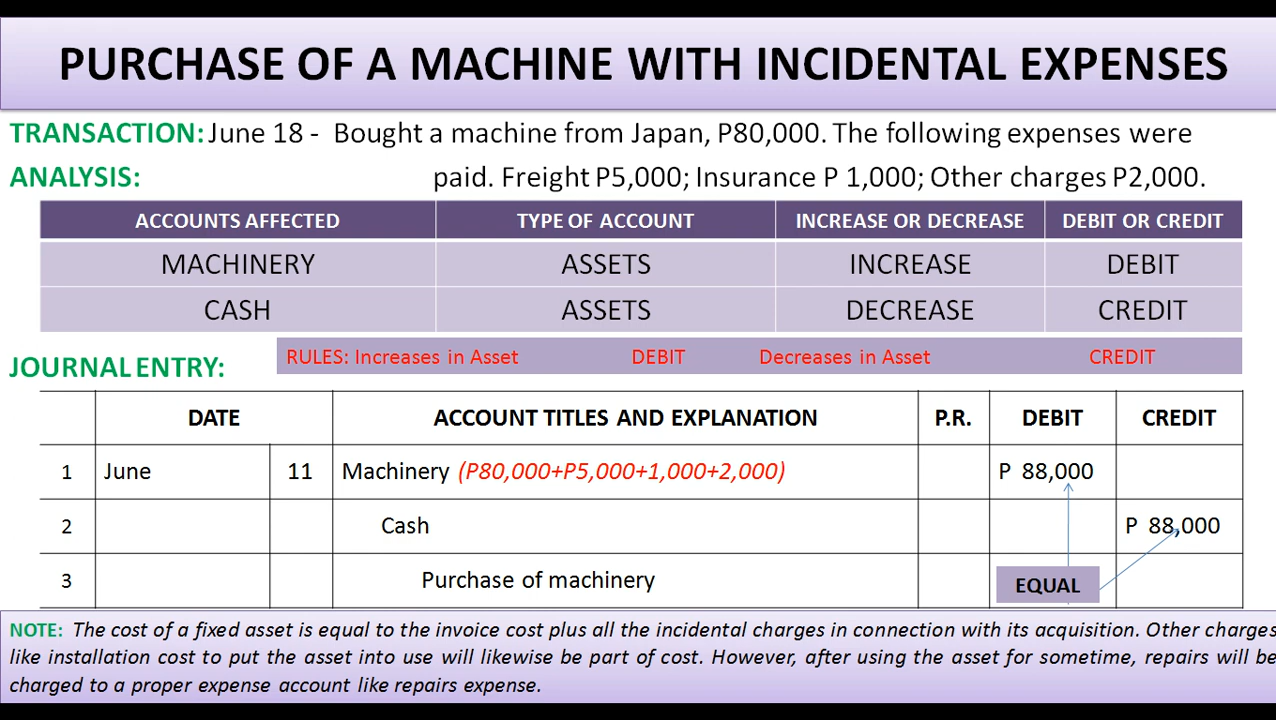 PURCHASE OF A MACHINE WITH INCIDENTAL EXPENSES
TRANSACTION: June 18 - Bought a machine from Japan, P80,000. The following expenses were
ANALYSIS: paid. Freight P5,000; Insurance P 1,000; Other charges P2,000.
ACCOUNTS AFFECTED TYPE OF ACCOUNT INCREASE OR DECREASE DEBIT OR CREDIT
MACHINERY ASSETS INCREASE DEBIT
CASH ASSETS DECREASE CREDIT
JOURNAL ENTRY: RULES: Increases in Asset DEBIT Decreases in Asset CREDIT
DATE ACCOUNT TITLES AND EXPLANATION P.R. DEBIT CREDIT
1 June 11 Machinery (P80,000+P5,000+1,000+2,000) P 88,000
2 Cash P 88,000
3 Purchase of machinery EQUAL
NOTE: The cost of a fixed asset is equal to the invoice cost plus all the incidental charges in connection with its acquisition. Other charges
like installation cost to put the asset into use will likewise be part of cost. However, after using the asset for sometime, repairs will be
charged to a proper expense account like repairs expense.